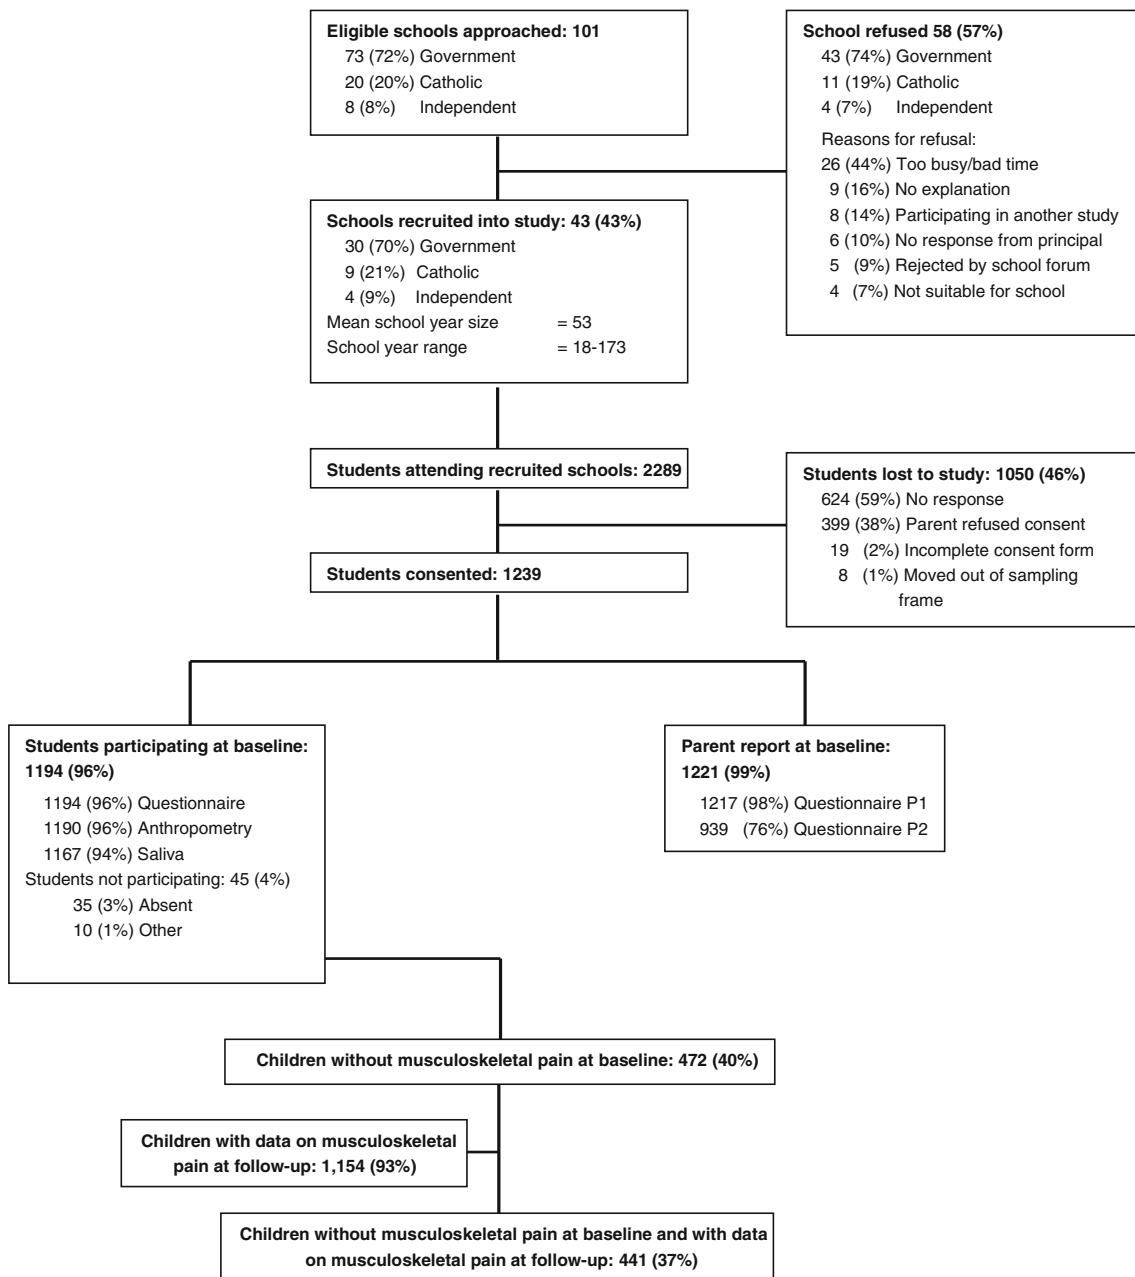 Eligible schools approached: 101
73 (72%) Government
20 (20%) Catholic
8 (8%) Independent
School refused 58 (57%)
43 (74%) Government
11 (19%) Catholic
4 (7%) Independent
Reasons for refusal:
26 (44%) Too busy/bad time
9 (16%) No explanation
8 (14%) Participating in another study
6 (10%) No response from principal
5 (9%) Rejected by school forum
4 (7%) Not suitable for school
Schools recruited into study: 43 (43%)
30 (70%) Government
9 (21%) Catholic
4 (9%) Independent
Mean school year size = 53
School year range = 18-173
Students attending recruited schools: 2289
Students lost to study: 1050 (46%)
624 (59%) No response
399 (38%) Parent refused consent
19 (2%) Incomplete consent form
8 (1%) Moved out of sampling
frame
Students consented: 1239
Students participating at baseline:
1194 (96%)
1194 (96%) Questionnaire
1190 (96%) Anthropometry
1167 (94%) Saliva
Students not participating: 45 (4%)
35 (3%) Absent
10 (1%) Other
Parent report at baseline:
1221 (99%)
1217 (98%) Questionnaire P1
939 (76%) Questionnaire P2
Children without musculoskeletal pain at baseline: 472 (40%)
Children with data on musculoskeletal
pain at follow-up: 1,154 (93%)
Children without musculoskeletal pain at baseline and with data
on musculoskeletal pain at follow-up: 441 (37%)